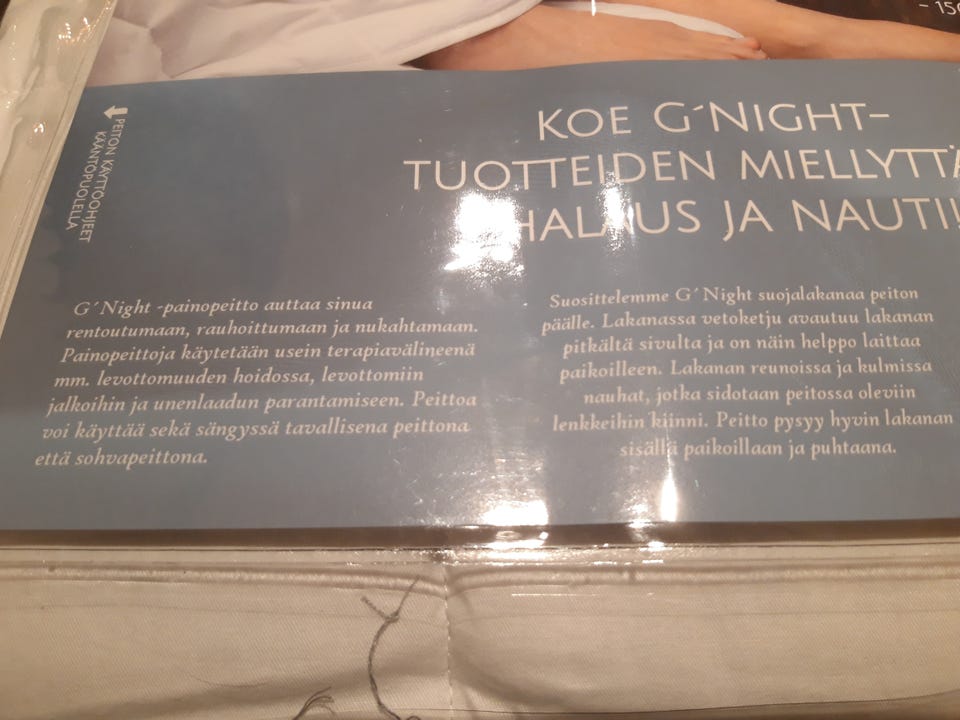 – 150
PEITON KÄYTTÖOHJEET
KÄÄNTÖPUOLELLA
KOE G´NIGHT-
TUOTTEIDEN MIELLYTTÄ
HALAUS JA NAUTI!
G´Night -painopeitto auttaa sinua
rentoutumaan, rauhoittumaan ja nukahtamaan.
Painopeittoja käytetään usein terapiavälineenä
mm. levottomuuden hoidossa, levottomiin
jalkoihin ja unenlaadun parantamiseen. Peittoa
voi käyttää sekä sängyssä tavallisena peittona
että sohvapeittona.
Suosittelemme G´Night suojalakanaa peiton
päälle. Lakanassa vetoketju avautuu lakanan
pitkältä sivulta ja on näin helppo laittaa
paikoilleen. Lakanan reunoissa ja kulmissa
nauhat, jotka sidotaan peitossa oleviin
lenkkeihin kiinni. Peitto pysyy hyvin lakanan
sisällä paikoillaan ja puhtaana.